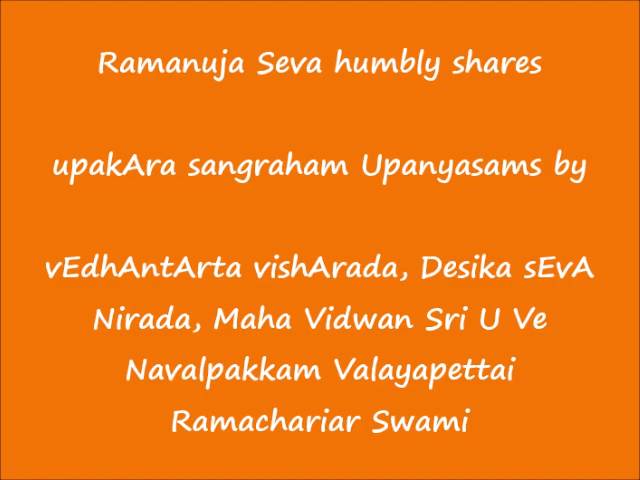 Ramanuja Seva humbly shares
upakAra sangraham Upanyasams by
vEdhAntArta vishArada, Desika sEvA
Nirada, Maha Vidwan Sri U Ve
Navalpakkam Valayapettai
Ramachariar Swami